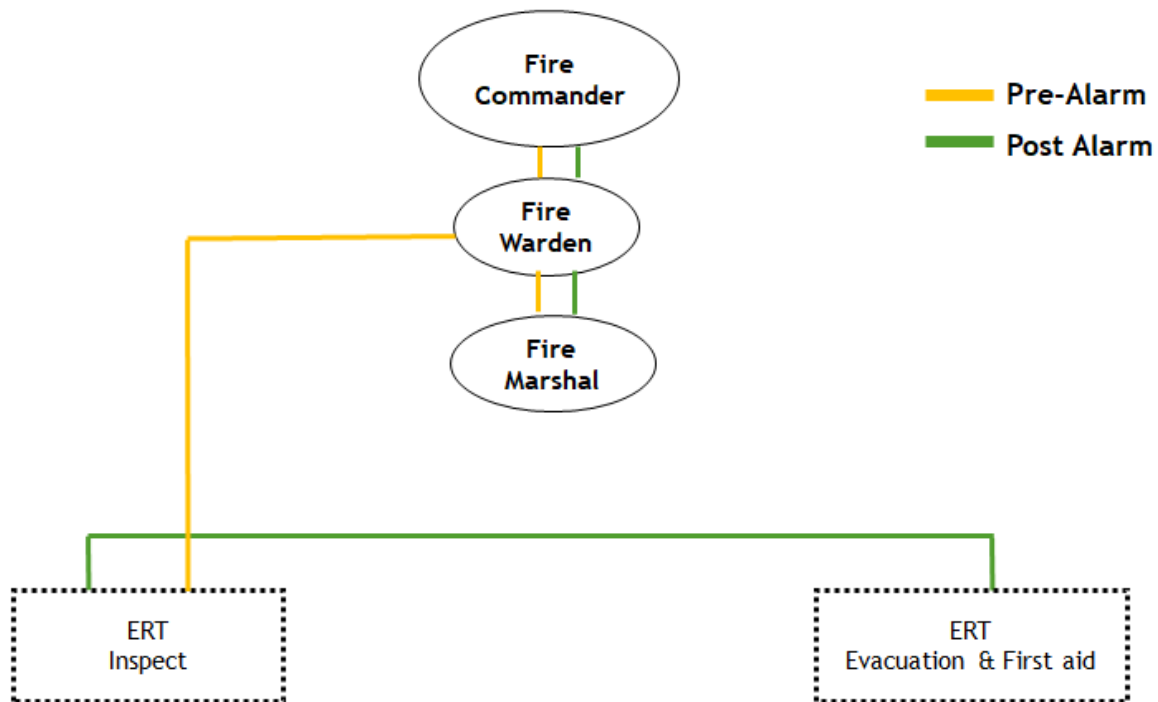 Fire
Commander
Pre-Alarm
Post Alarm
Fire
Warden
Fire
Marshal
ERT
Inspect
ERT
Evacuation & First aid